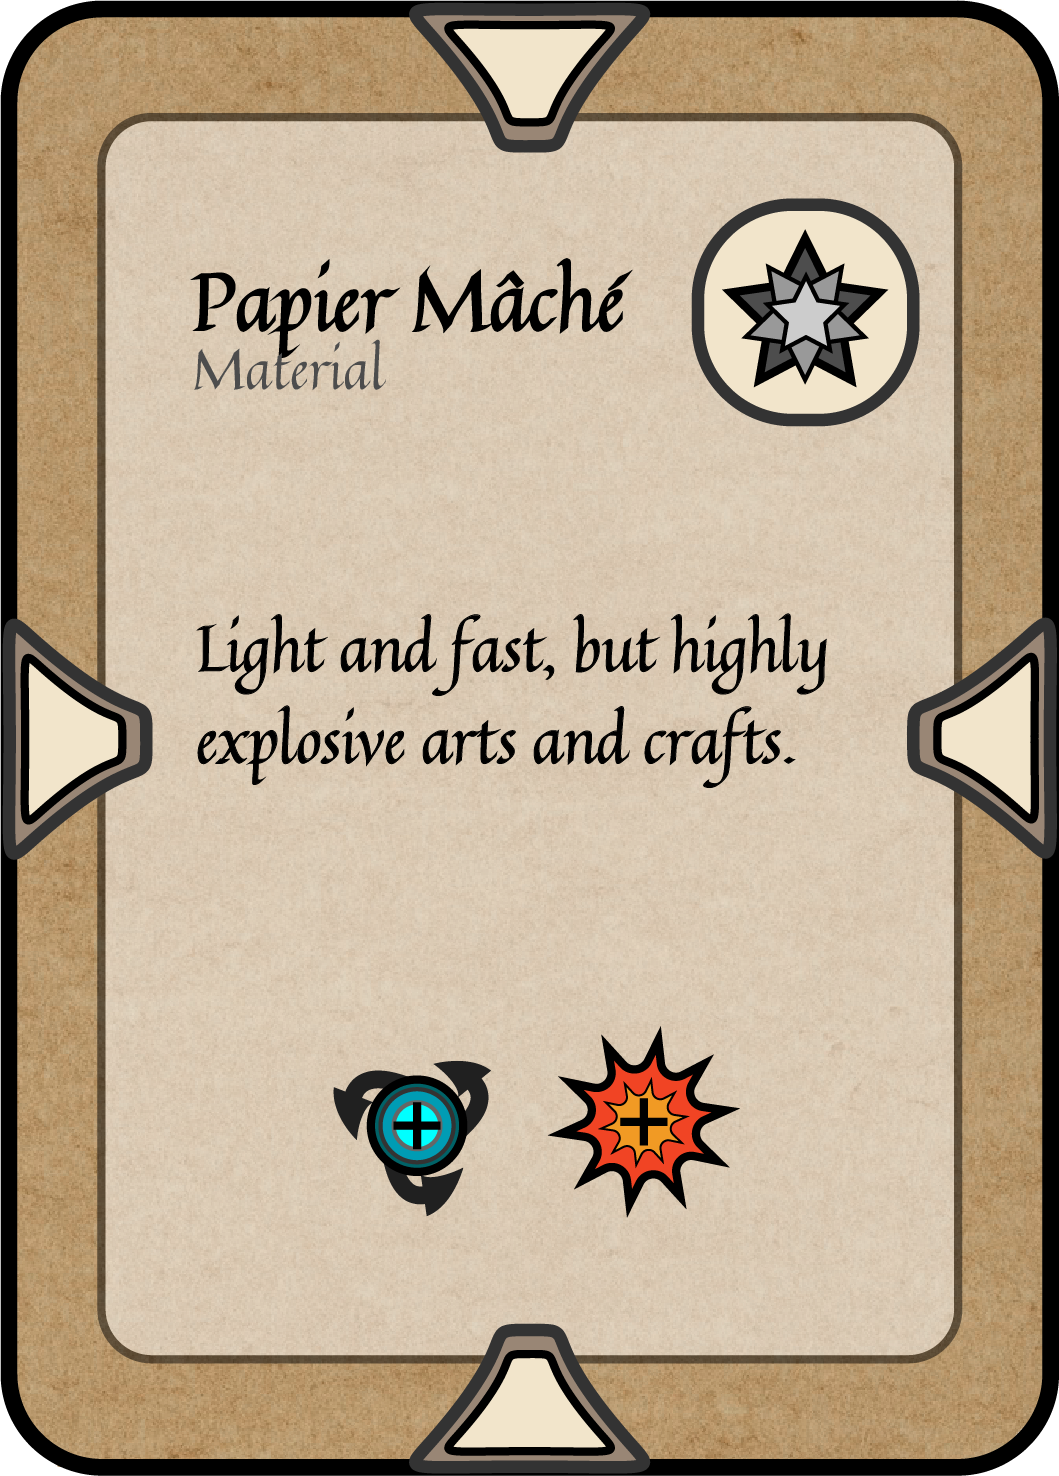 Papier Mâché
Material
Light and fast, but highly
explosive arts and crafts.